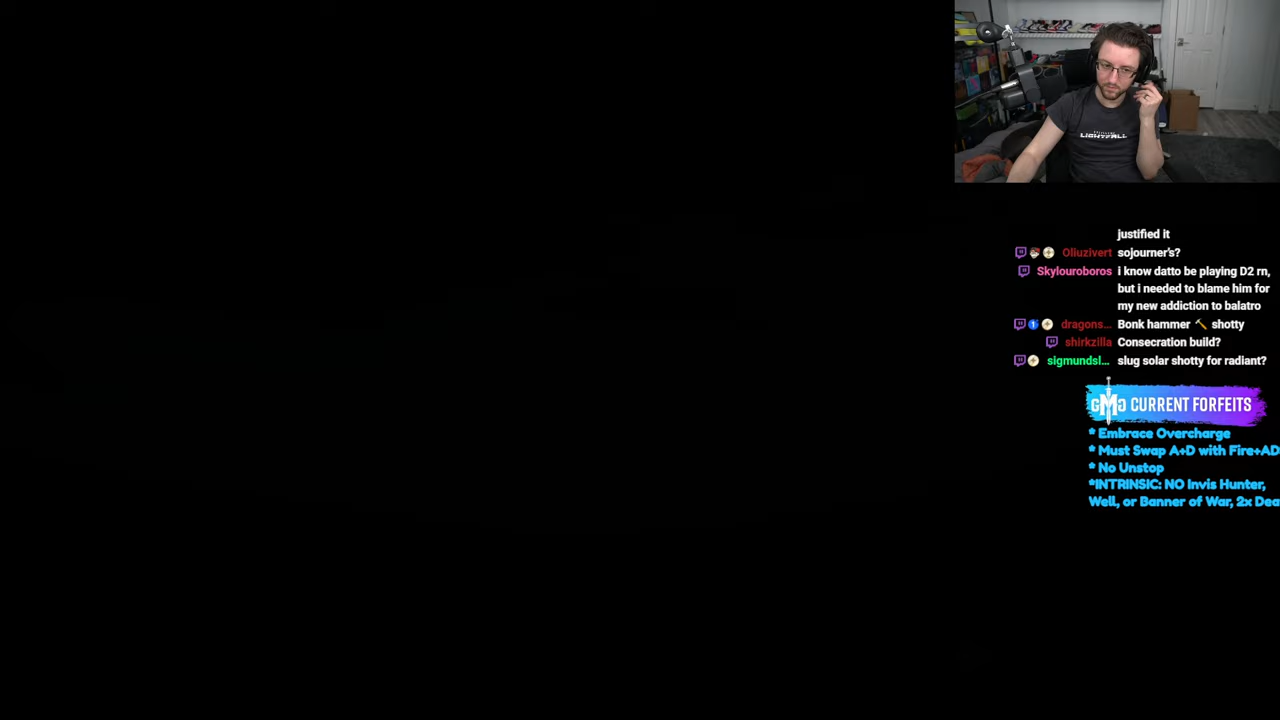 LIGHTFALL
justified it
Oliuzivert sojourner's?
Skylouroboros i know datto be playing D2 rn,
but i needed to blame him for
my new addiction to balatro
dragons... Bonk hammer 🔨 shotty
shirkzilla Consecration build?
sigmundsl... slug solar shotty for radiant?
GMG CURRENT FORFEITS
* Embrace Overcharge
* Must Swap A+D with Fire+AD
* No Unstop
*INTRINSIC: NO Invis Hunter,
Well, or Banner of War, 2x Dea